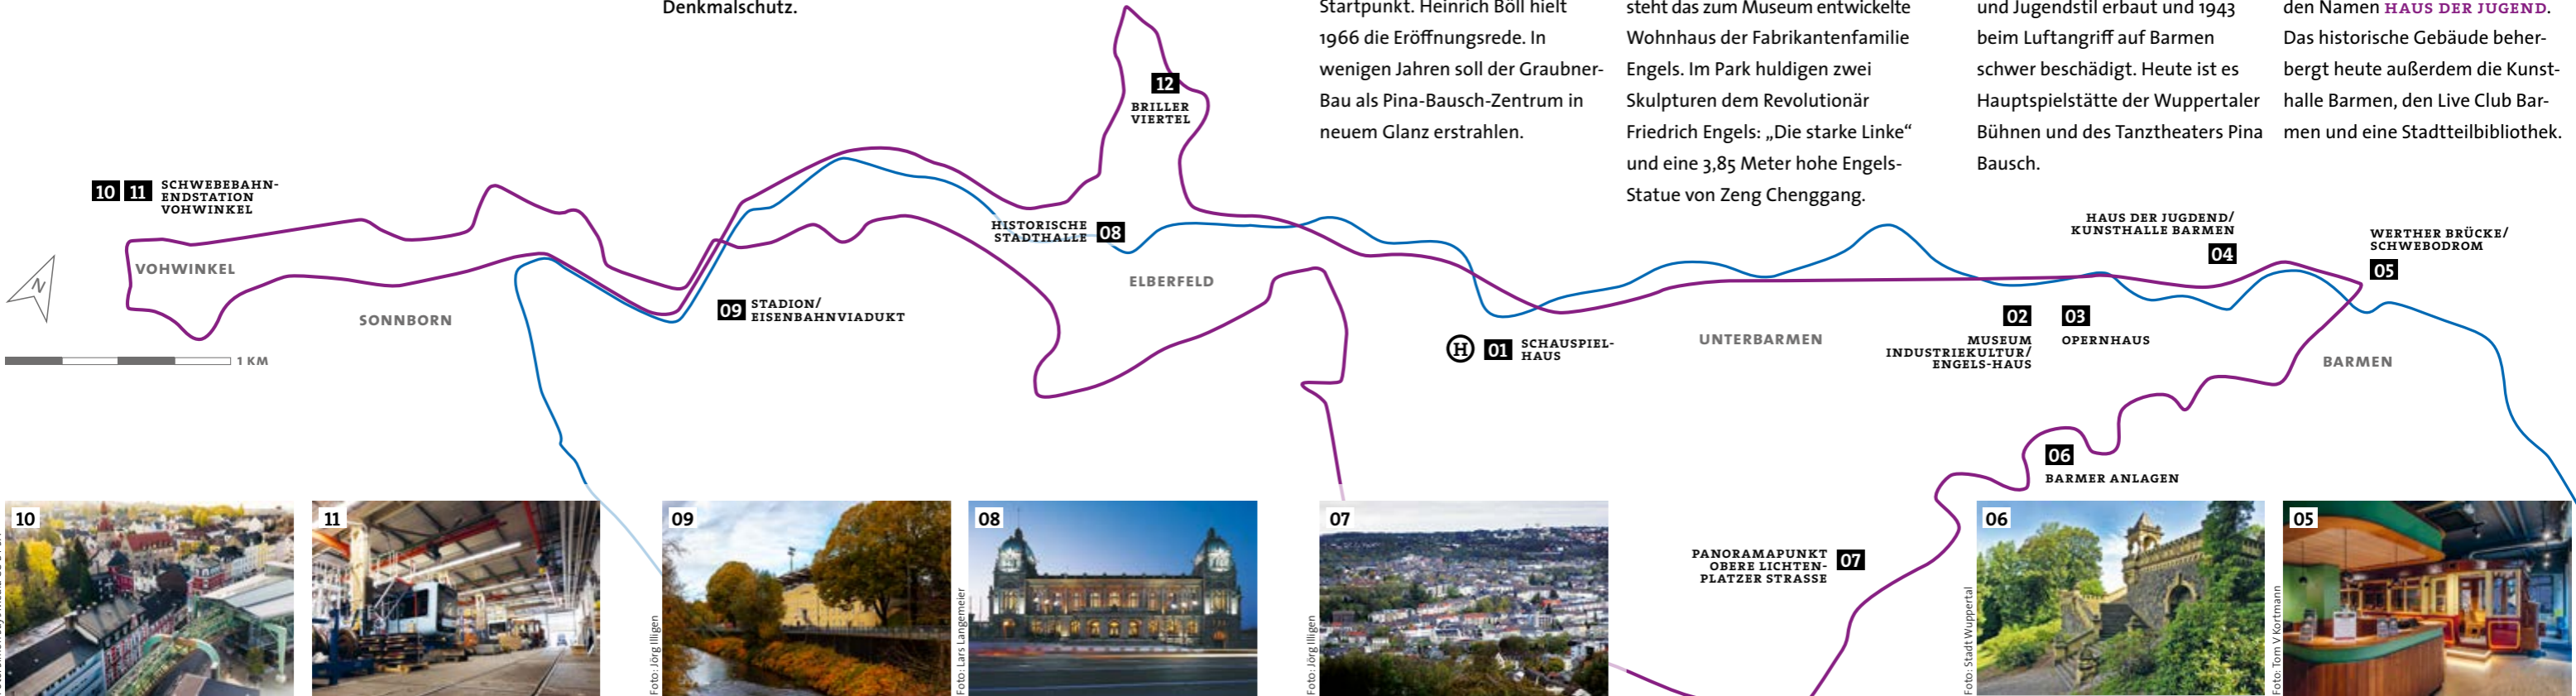 Denkmalschutz.
Startpunkt. Heinrich Böll hielt
1966 die Eröffnungsrede. In
wenigen Jahren soll der Graubner-
Bau als Pina-Bausch-Zentrum in
neuem Glanz erstrahlen.
steht das zum Museum entwickelte
Wohnhaus der Fabrikantenfamilie
Engels. Im Park huldigen zwei
Skulpturen dem Revolutionär
Friedrich Engels: „Die starke Linke“
und eine 3,85 Meter hohe Engels-
Statue von Zeng Chenggang.
und Jugendstil erbaut und 1943
beim Luftangriff auf Barmen
schwer beschädigt. Heute ist es
Hauptspielstätte der Wuppertaler
Bühnen und des Tanztheaters Pina
Bausch.
den Namen HAUS DER JUGEND.
Das historische Gebäude beher-
bergt heute außerdem die Kunst-
halle Barmen, den Live Club Bar-
men und eine Stadtteilbibliothek.
12
BRILLER
VIERTEL
10 11 SCHWEBEBAHN-
ENDSTATION
VOHWINKEL
VOHWINKEL
N
SONNBORN
1 KM
09 STADION/
EISENBAHNVIADUKT
HISTORISCHE
STADTHALLE 08
ELBERFELD
H 01 SCHAUSPIEL-
HAUS
UNTERBARMEN
02
MUSEUM
INDUSTRIEKULTUR/
ENGELS-HAUS
03
OPERNHAUS
HAUS DER JUGDEND/
KUNSTHALLE BARMEN
04
WERTHER BRÜCKE/
SCHWEBODROM
05
BARMEN
06
BARMER ANLAGEN
PANORAMAPUNKT
OBERE LICHTEN-
PLATZER STRASSE
07
10
11
09
Foto: Jörg Illigen
08
Foto: Lars Langemeier
07
Foto: Jörg Illigen
06
Foto: Stadt Wuppertal
05
Foto: Tom V Kortmann